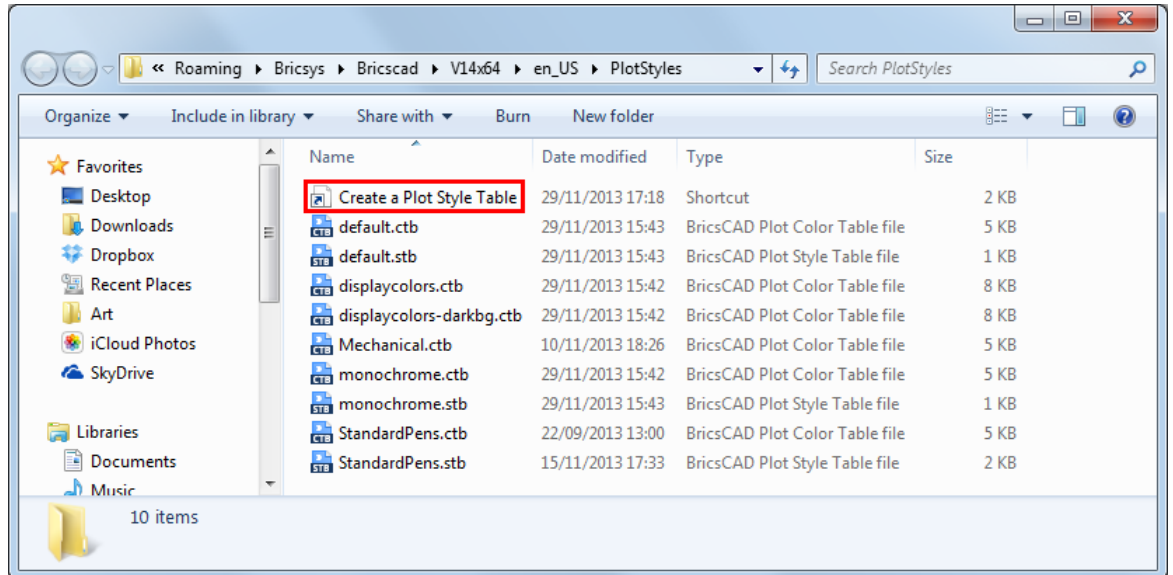 « Roaming ▸ Bricsys ▸ Bricscad ▸ V14x64 ▸ en_US ▸ PlotStyles Search PlotStyles
Organize Include in library Share with Burn New folder
Favorites
Desktop
Downloads
Dropbox
Recent Places
Art
iCloud Photos
SkyDrive
Libraries
Documents
Music
Name Date modified Type Size
Create a Plot Style Table 29/11/2013 17:18 Shortcut 2 KB
default.ctb 29/11/2013 15:43 BricsCAD Plot Color Table file 5 KB
default.stb 29/11/2013 15:43 BricsCAD Plot Style Table file 1 KB
displaycolors.ctb 29/11/2013 15:42 BricsCAD Plot Color Table file 8 KB
displaycolors-darkbg.ctb 29/11/2013 15:42 BricsCAD Plot Color Table file 8 KB
Mechanical.ctb 10/11/2013 18:26 BricsCAD Plot Color Table file 5 KB
monochrome.ctb 29/11/2013 15:42 BricsCAD Plot Color Table file 5 KB
monochrome.stb 29/11/2013 15:43 BricsCAD Plot Style Table file 1 KB
StandardPens.ctb 22/09/2013 13:00 BricsCAD Plot Color Table file 5 KB
StandardPens.stb 15/11/2013 17:33 BricsCAD Plot Style Table file 2 KB
10 items